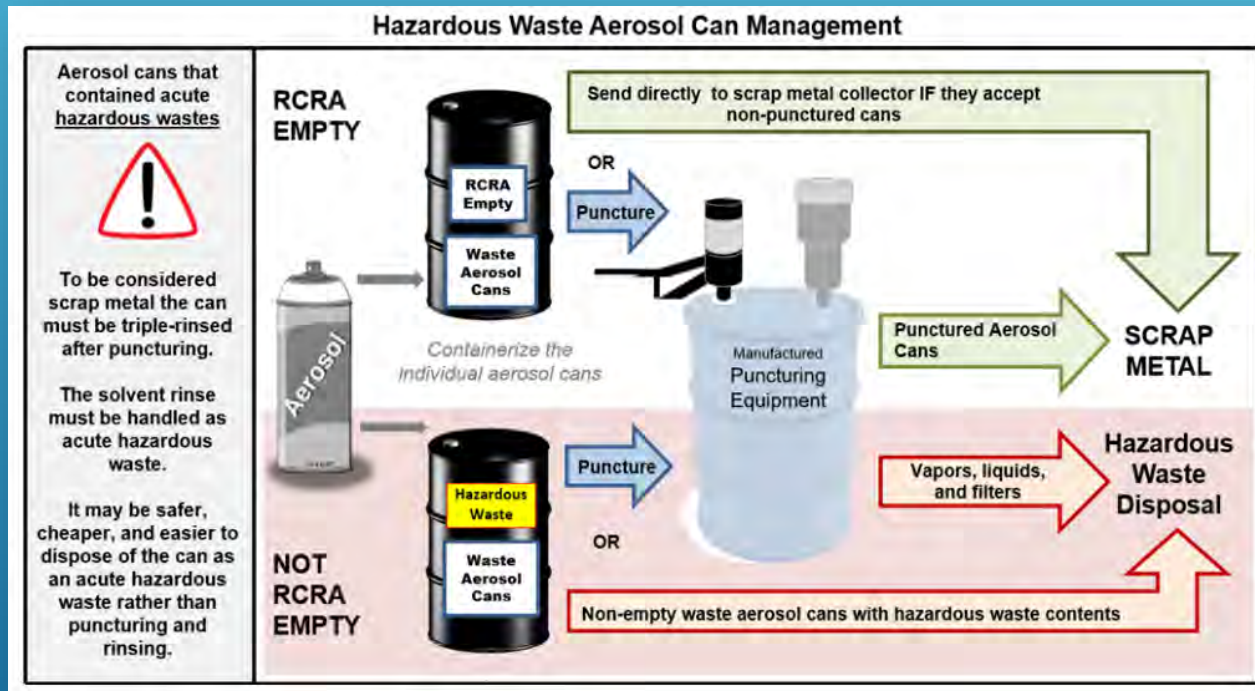 Hazardous Waste Aerosol Can Management
Aerosol cans that
contained acute
hazardous wastes
To be considered
scrap metal the can
must be triple-rinsed
after puncturing.
The solvent rinse
must be handled as
acute hazardous
waste.
It may be safer,
cheaper, and easier to
dispose of the can as
an acute hazardous
waste rather than
puncturing and
rinsing.
RCRA
EMPTY
RCRA
Empty
Waste
Aerosol
Cans
Send directly to scrap metal collector IF they accept
non-punctured cans
OR
Puncture
Aerosol
Containerize the
individual aerosol cans
Manufactured
Puncturing
Equipment
Punctured Aerosol
Cans
SCRAP
METAL
NOT
RCRA
EMPTY
Hazardous
Waste
Waste
Aerosol
Cans
Puncture
OR
Vapors, liquids,
and filters
Hazardous
Waste
Disposal
Non-empty waste aerosol cans with hazardous waste contents